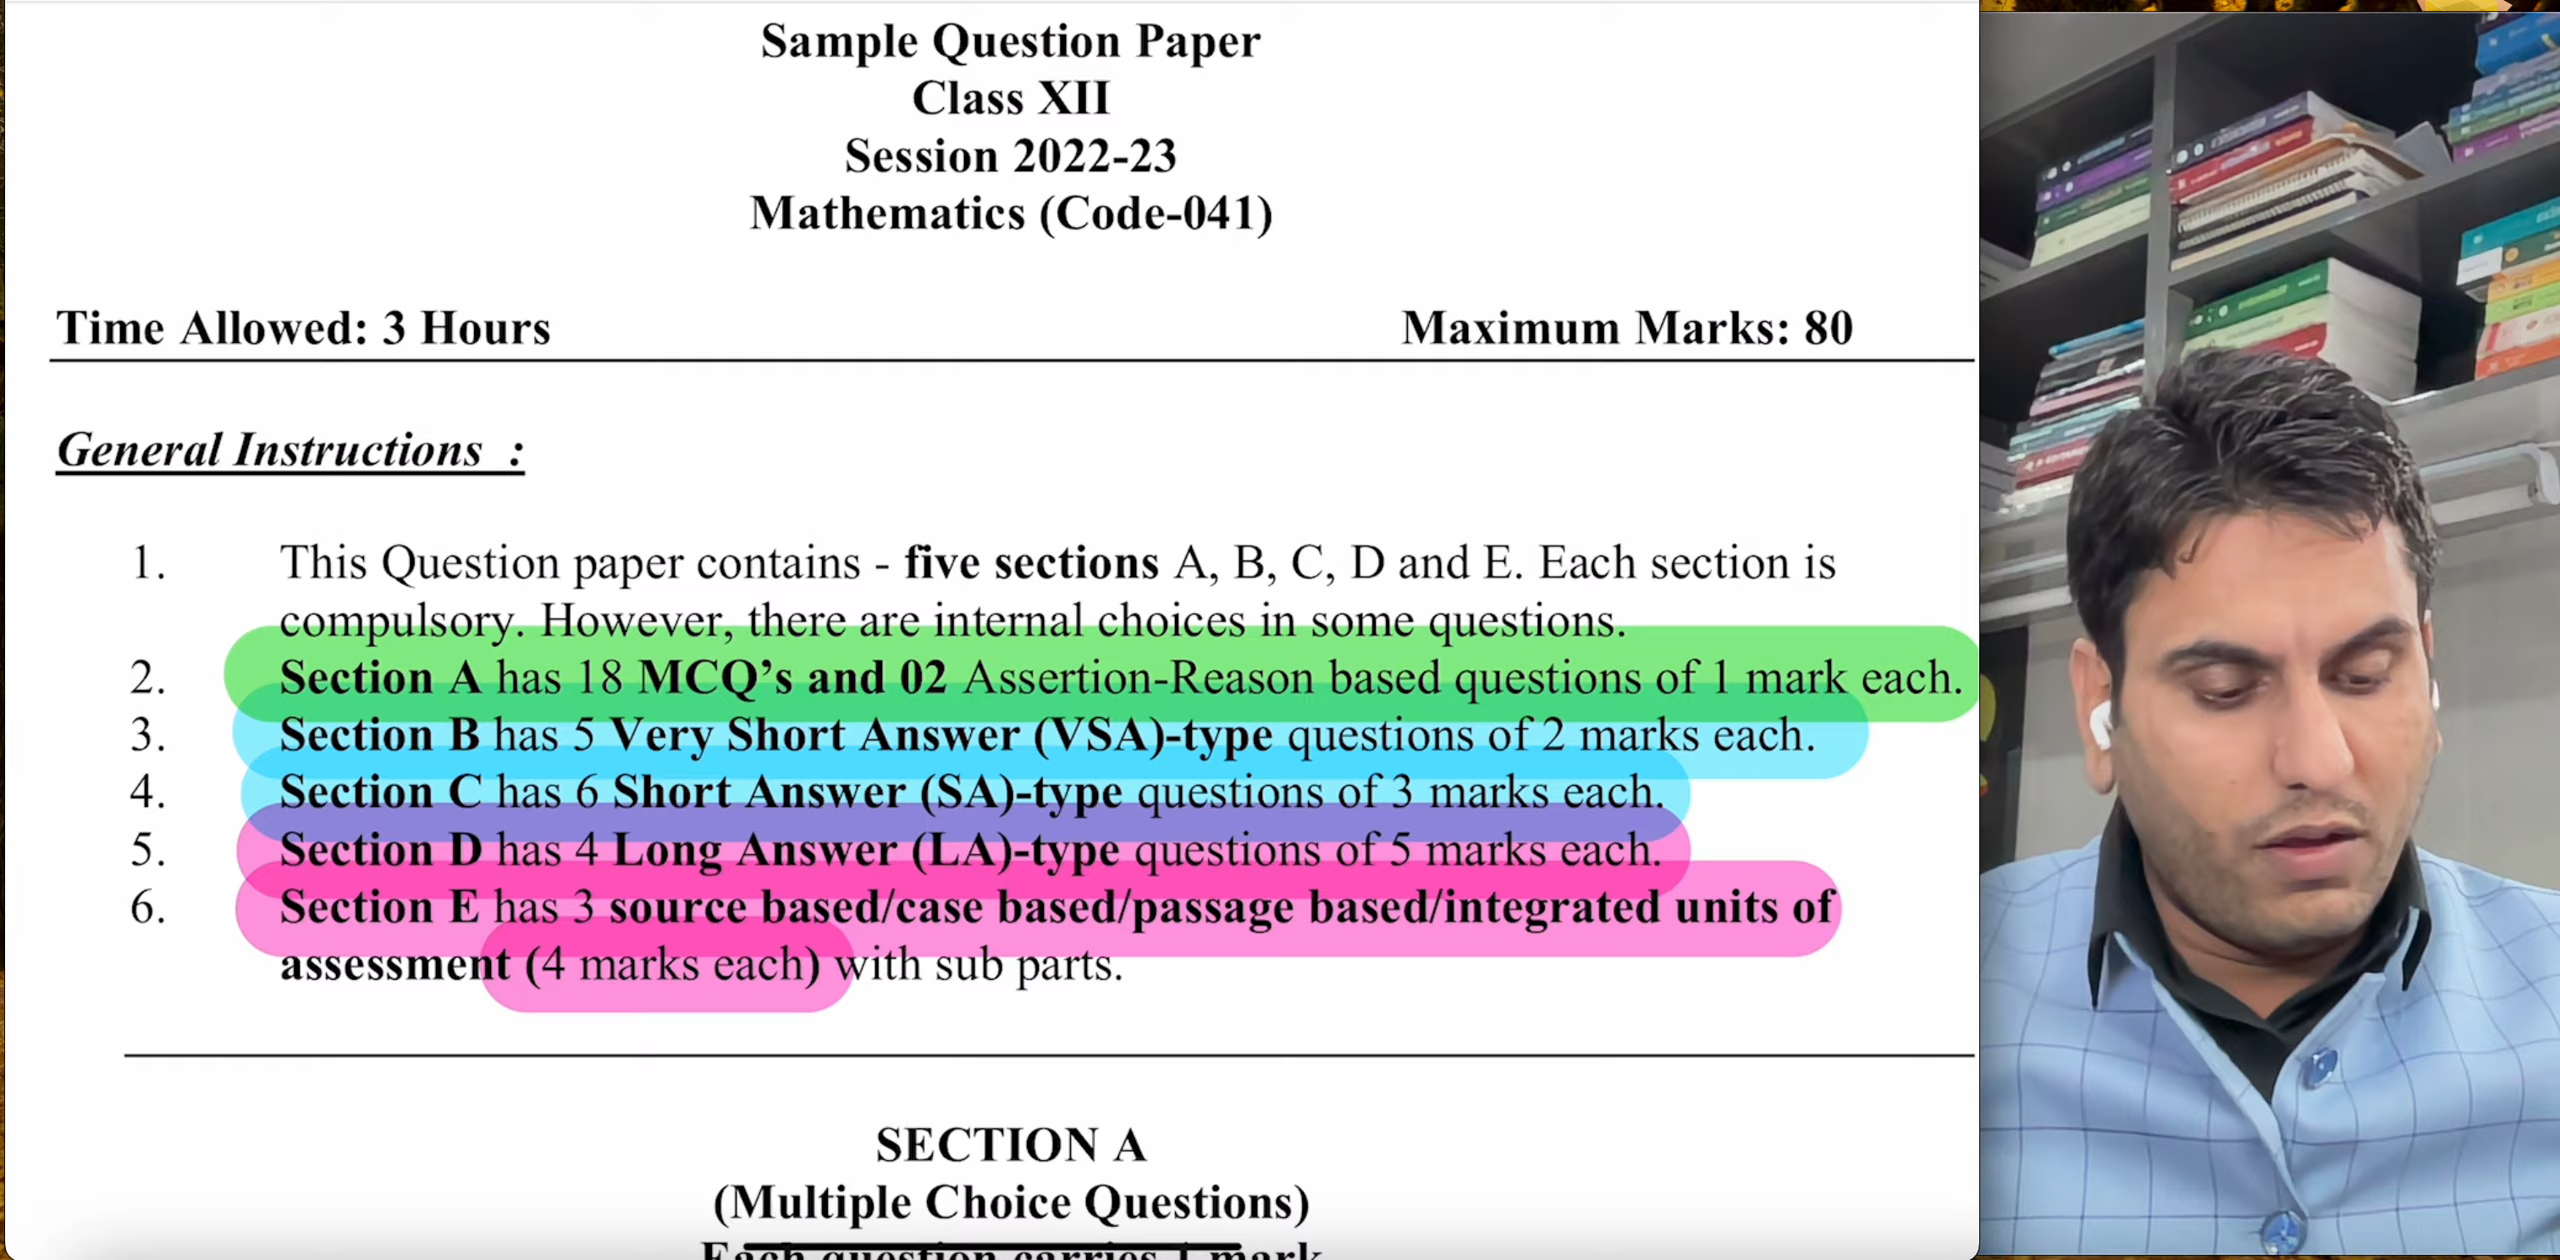 Sample Question Paper
Class XII
Session 2022-23
Mathematics (Code-041)
Time Allowed: 3 Hours Maximum Marks: 80
General Instructions :
1. This Question paper contains - five sections A, B, C, D and E. Each section is
compulsory. However, there are internal choices in some questions.
2. Section A has 18 MCQ’s and 02 Assertion-Reason based questions of 1 mark each.
3. Section B has 5 Very Short Answer (VSA)-type questions of 2 marks each.
4. Section C has 6 Short Answer (SA)-type questions of 3 marks each.
5. Section D has 4 Long Answer (LA)-type questions of 5 marks each.
6. Section E has 3 source based/case based/passage based/integrated units of
assessment (4 marks each) with sub parts.
SECTION A
(Multiple Choice Questions)
Each question carries 1 mark